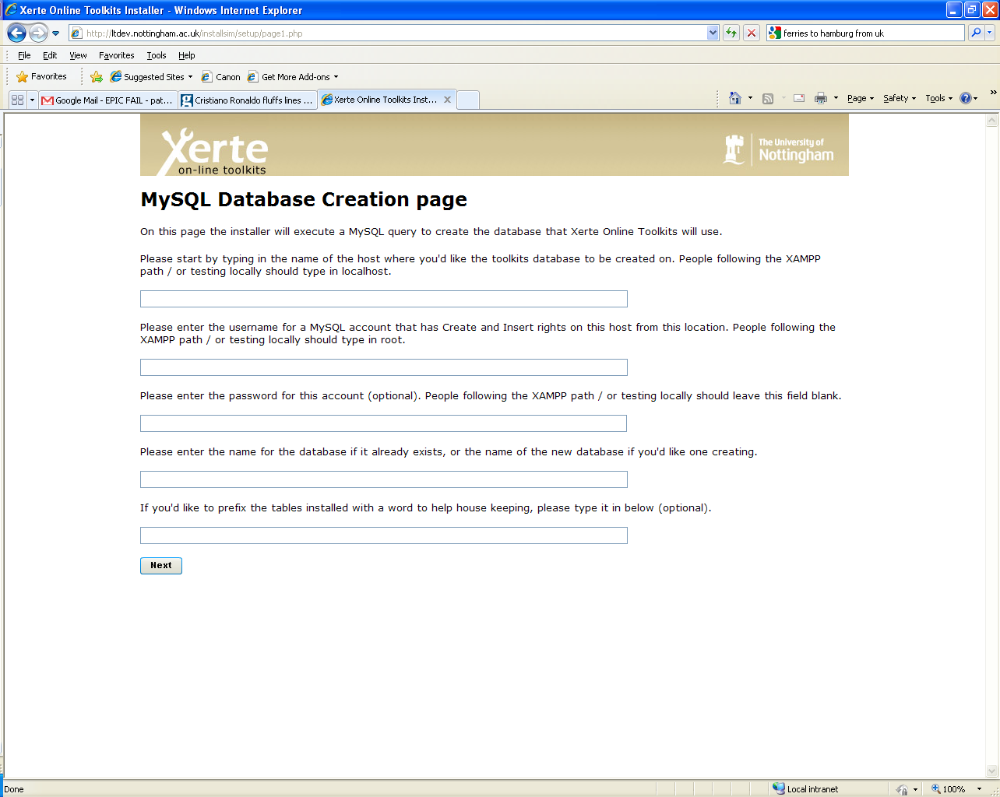 Xerte Online Toolkits Installer - Windows Internet Explorer
http://ltdev.nottingham.ac.uk/installsim/setup/page1.php
ferries to hamburg from uk
File Edit View Favorites Tools Help
Favorites Suggested Sites Canon Get More Add-ons
Google Mail - EPIC FAIL - pat... Cristiano Ronaldo fluffs lines ... Xerte Online Toolkits Inst... Page Safety Tools
Xerte
on-line toolkits
The University of
Nottingham
MySQL Database Creation page
On this page the installer will execute a MySQL query to create the database that Xerte Online Toolkits will use.
Please start by typing in the name of the host where you'd like the toolkits database to be created on. People following the XAMPP
path / or testing locally should type in localhost.
Please enter the username for a MySQL account that has Create and Insert rights on this host from this location. People following the
XAMPP path / or testing locally should type in root.
Please enter the password for this account (optional). People following the XAMPP path / or testing locally should leave this field blank.
Please enter the name for the database if it already exists, or the name of the new database if you'd like one creating.
If you'd like to prefix the tables installed with a word to help house keeping, please type it in below (optional).
Next
Done Local intranet 100%